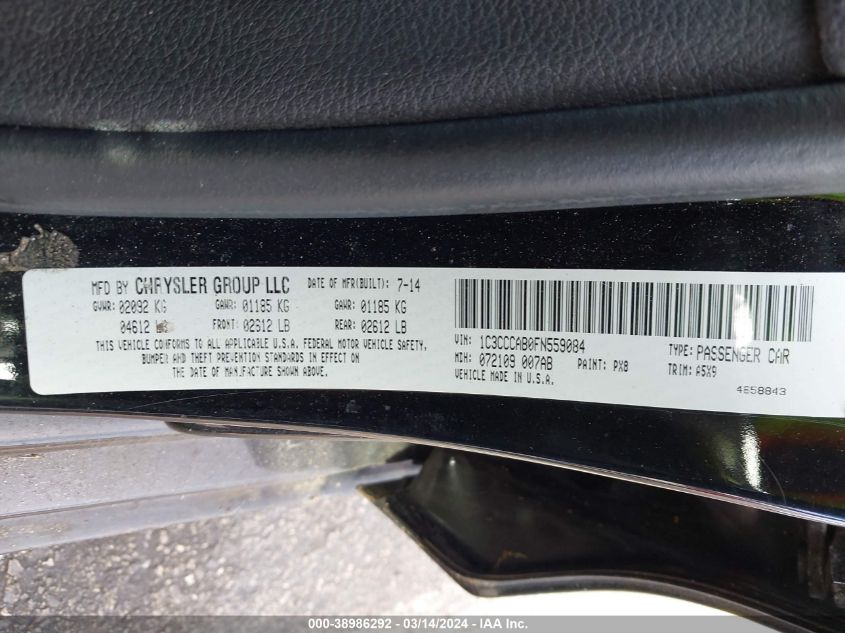 MFD BY CHRYSLER GROUP LLC DATE OF MFR(BUILT): 7-14
GVWR: 02092 KG GAWR: 01185 KG GAWR: 01185 KG
04612 FRONT: 02612 LB REAR: 02612 LB
THIS VEHICLE CONFORMS TO ALL APPLICABLE U.S.A. FEDERAL MOTOR VEHICLE SAFETY,
BUMPER AND THEFT PREVENTION STANDARDS IN EFFECT ON
THE DATE OF MANUFACTURE SHOWN ABOVE.
VIN: 1C3CCCAB0FN559084 TYPE: PASSENGER CAR
MDH: 072109 007AB PAINT: PX8 TRIM: A5X9
VEHICLE MADE IN U.S.A.
4658843
000-38986292 - 03/14/2024 - IAAI.com